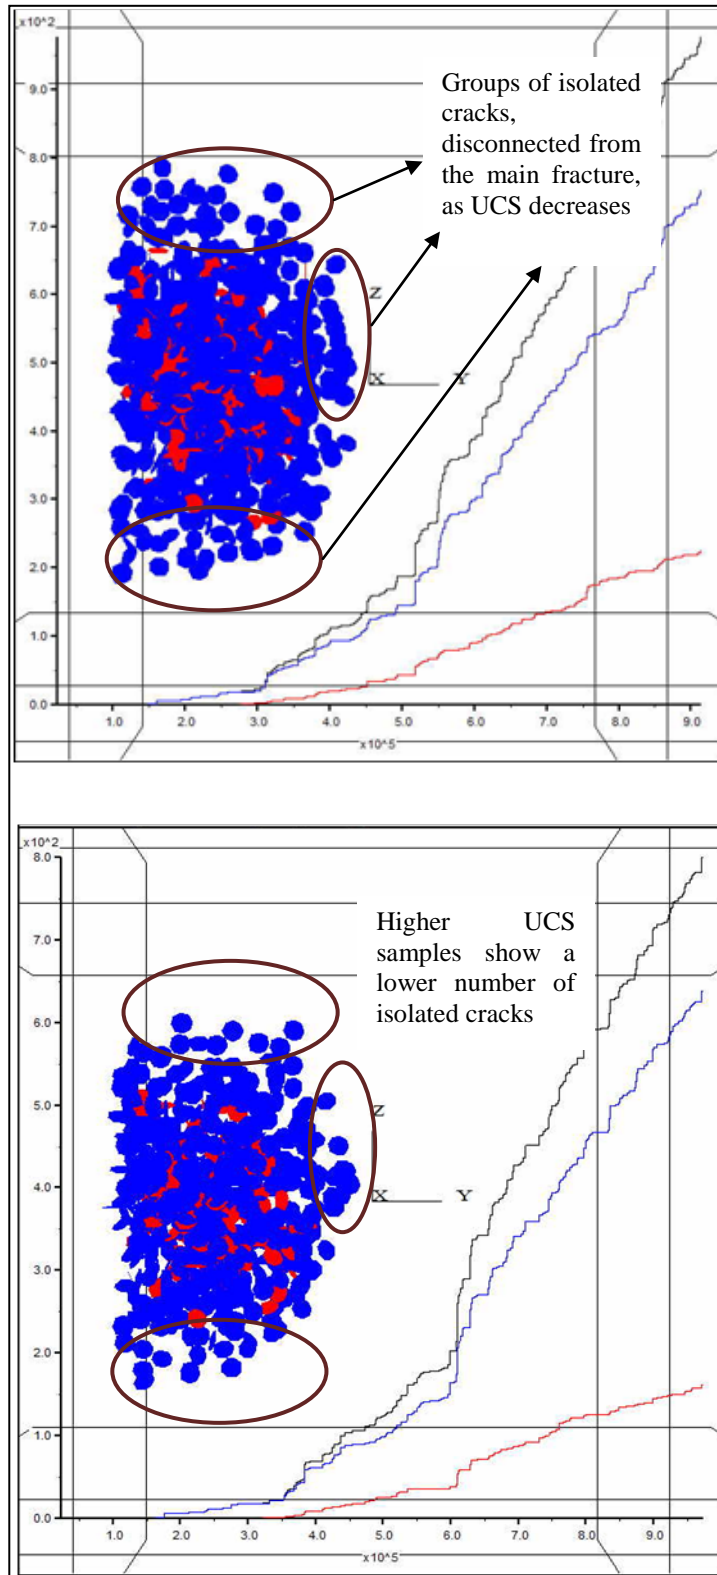 x10^2
9.0
8.0
7.0
6.0
5.0
4.0
3.0
2.0
1.0
0.0
Groups of isolated
cracks,
disconnected from
the main fracture,
as UCS decreases
Z
X Y
1.0 2.0 3.0 4.0 5.0 6.0 7.0 8.0 9.0
x10^5
x10^2
8.0
7.0
6.0
5.0
4.0
3.0
2.0
1.0
0.0
Higher UCS
samples show a
lower number of
isolated cracks
Z
X Y
1.0 2.0 3.0 4.0 5.0 6.0 7.0 8.0 9.0
x10^5